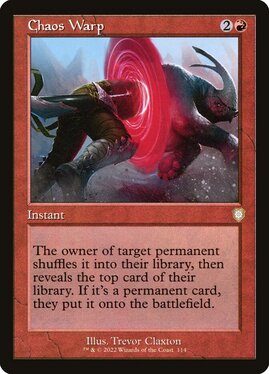 Chaos Warp 2
Instant
The owner of target permanent
shuffles it into their library, then
reveals the top card of their
library. If it's a permanent card,
they put it onto the battlefield.
Illus. Trevor Claxton
™ & © 2022 Wizards of the Coast 114